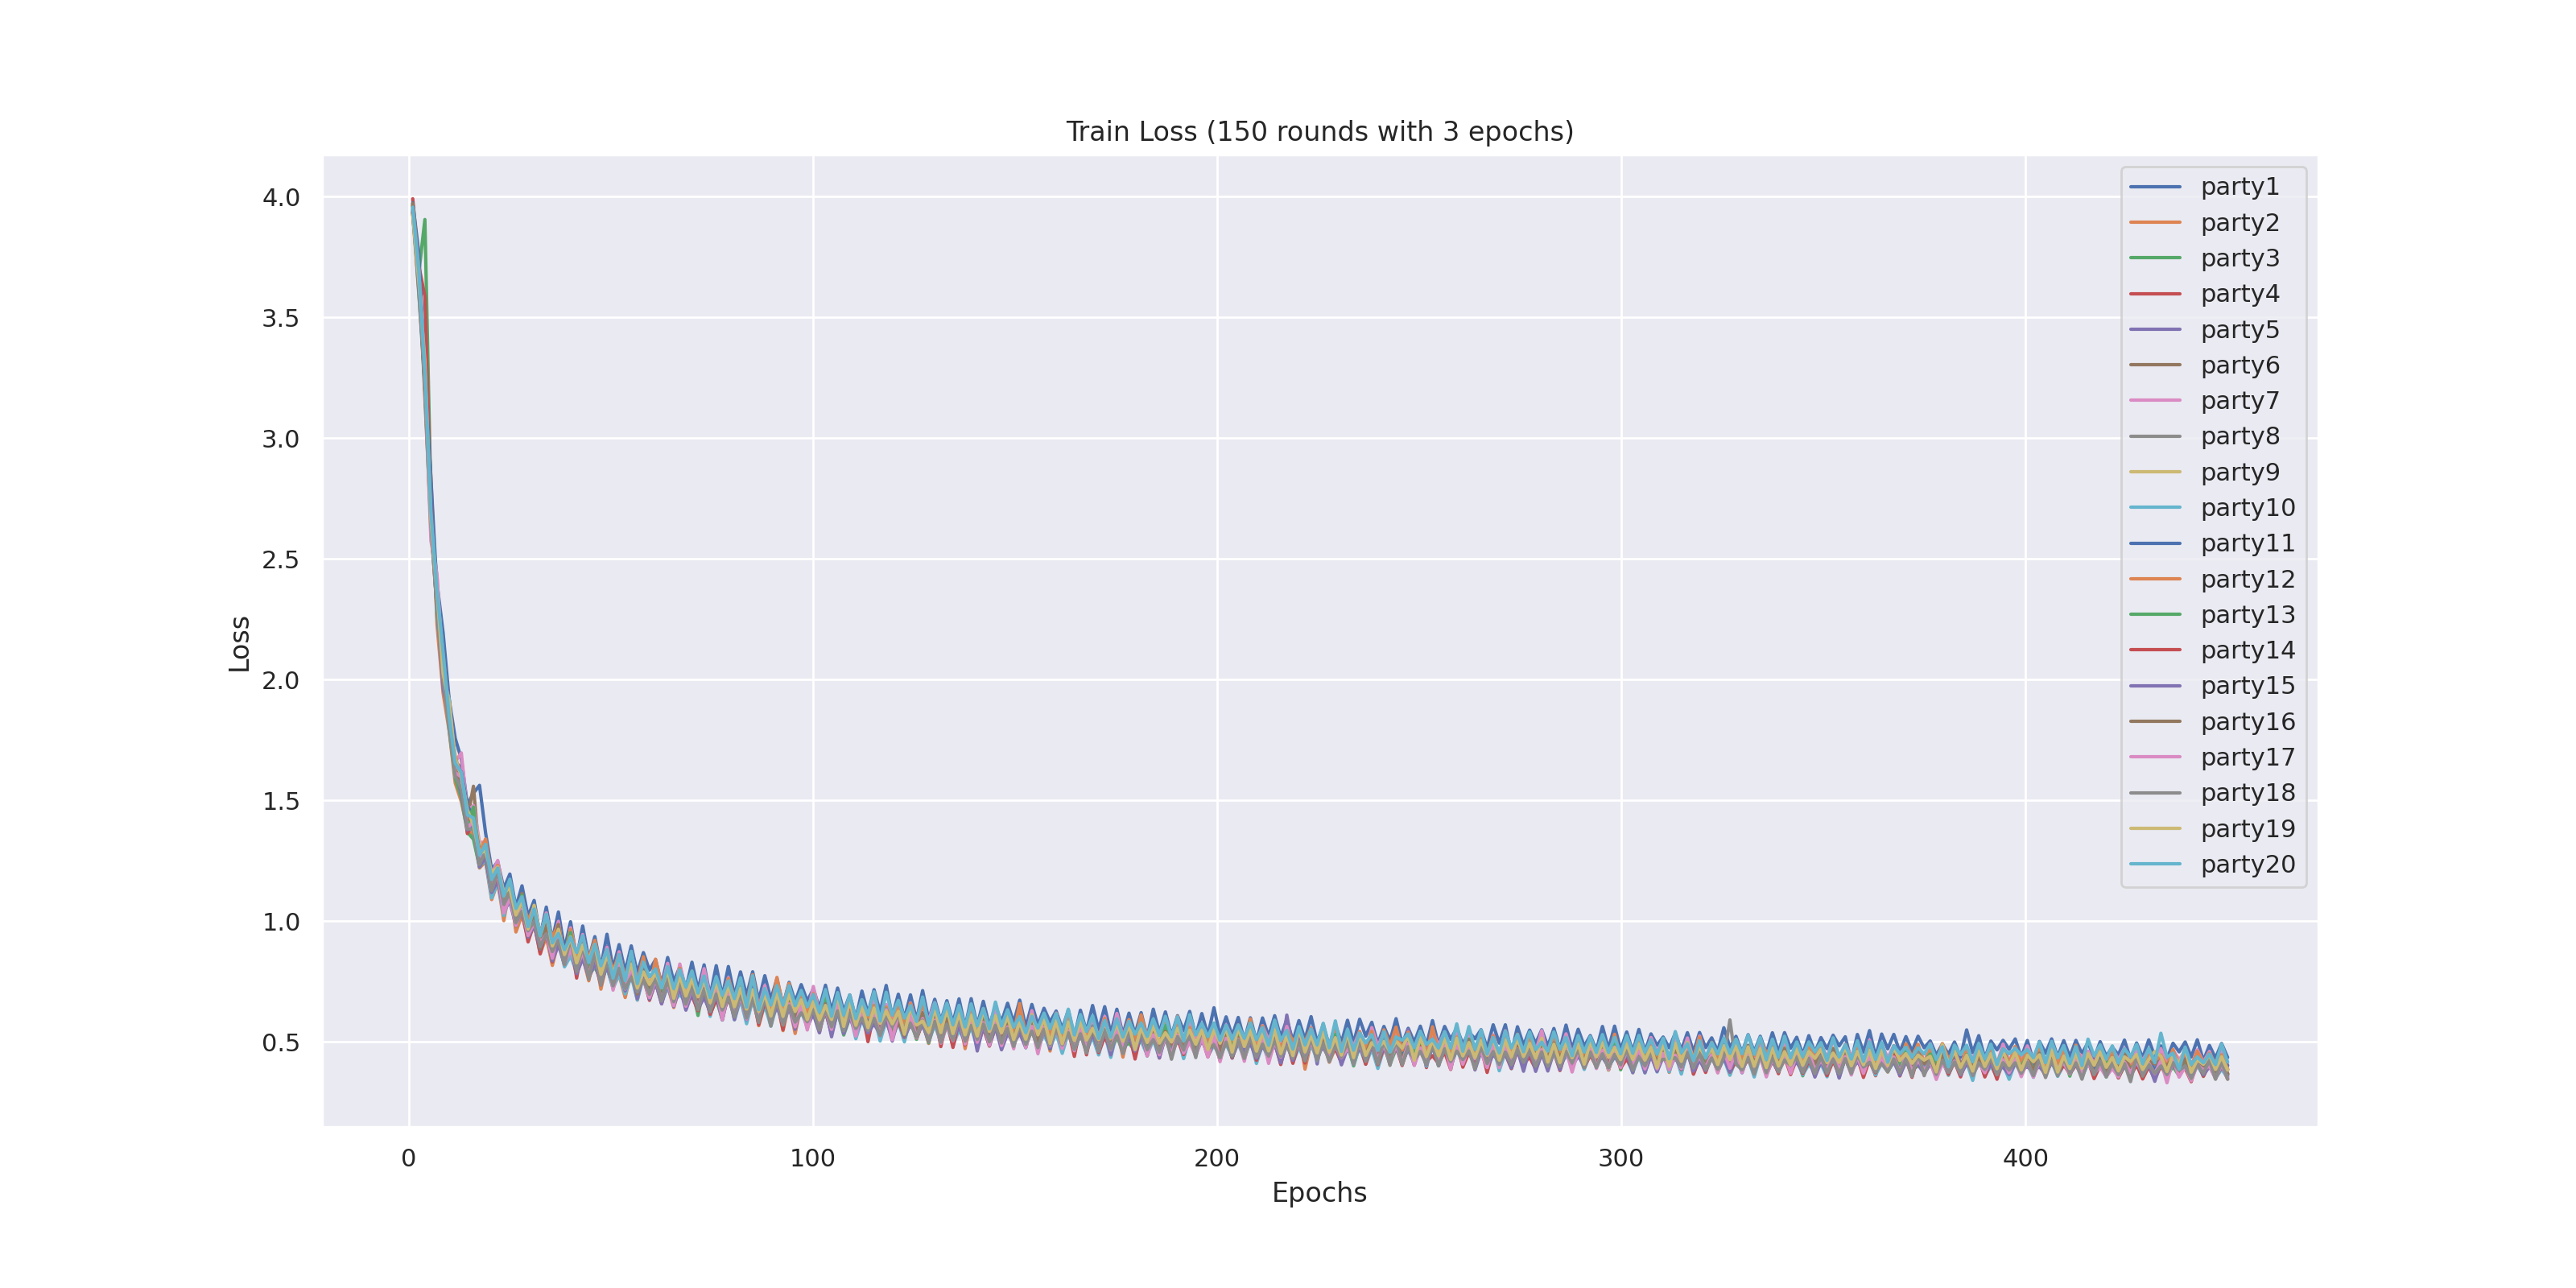 Train Loss (150 rounds with 3 epochs)
4.0
3.5
3.0
2.5
2.0
1.5
1.0
0.5
Loss
0 100 200 300 400
Epochs
party1
party2
party3
party4
party5
party6
party7
party8
party9
party10
party11
party12
party13
party14
party15
party16
party17
party18
party19
party20